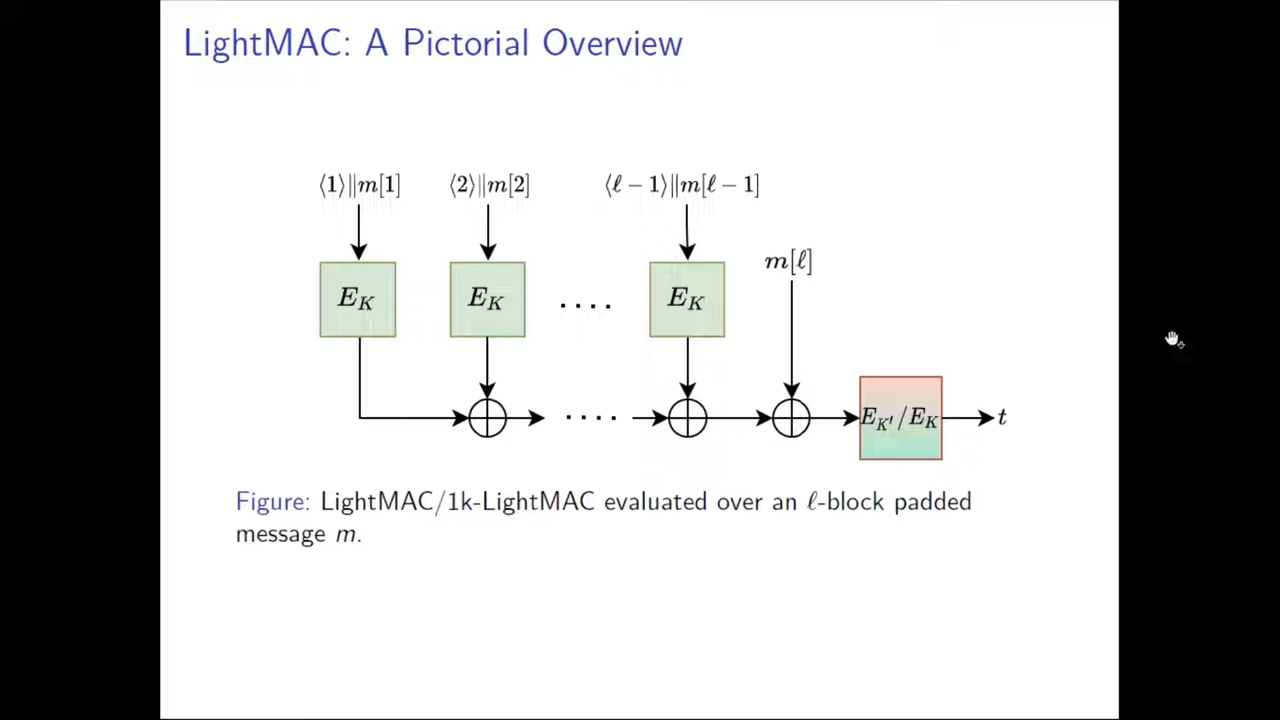 LightMAC: A Pictorial Overview
⟨1⟩∥m[1] ⟨2⟩∥m[2] ⟨ℓ − 1⟩∥m[ℓ − 1]
m[ℓ]
E_K E_K .... E_K
.... E_{K′}/E_K t
Figure: LightMAC/1k-LightMAC evaluated over an ℓ-block padded
message m.